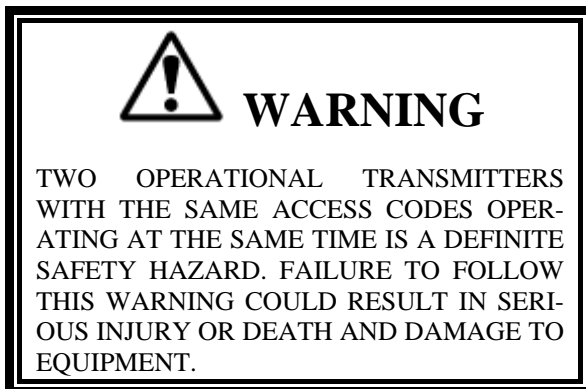 WARNING
TWO OPERATIONAL TRANSMITTERS
WITH THE SAME ACCESS CODES OPER-
ATING AT THE SAME TIME IS A DEFINITE
SAFETY HAZARD. FAILURE TO FOLLOW
THIS WARNING COULD RESULT IN SERI-
OUS INJURY OR DEATH AND DAMAGE TO
EQUIPMENT.